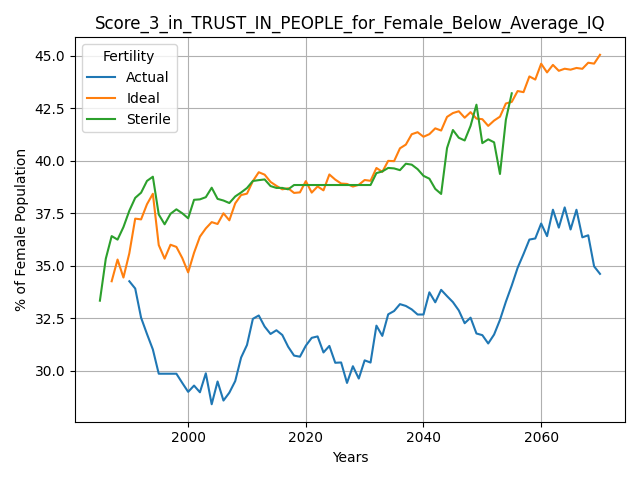 Score_3_in_TRUST_IN_PEOPLE_for_Female_Below_Average_IQ
Fertility
Actual
Ideal
Sterile
% of Female Population
45.0
42.5
40.0
37.5
35.0
32.5
30.0
2000 2020 2040 2060
Years